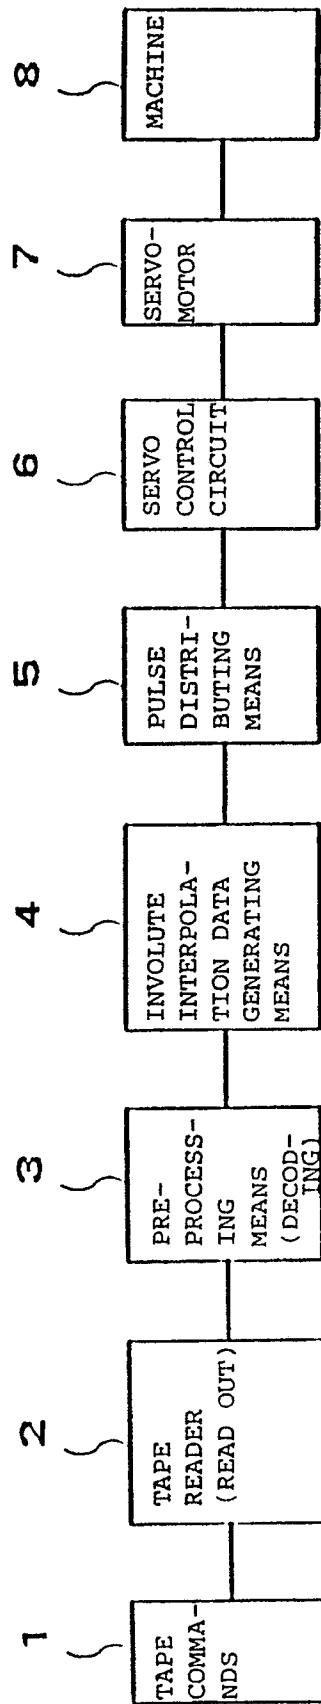 1
TAPE
COMMA-
NDS
2
TAPE
READER
(READ OUT)
3
PRE-
PROCESS-
ING
MEANS
(DECOD-
ING)
4
INVOLUTE
INTERPOLA-
TION DATA
GENERATING
MEANS
5
PULSE
DISTRI-
BUTING
MEANS
6
SERVO
CONTROL
CIRCUIT
7
SERVO-
MOTOR
8
MACHINE